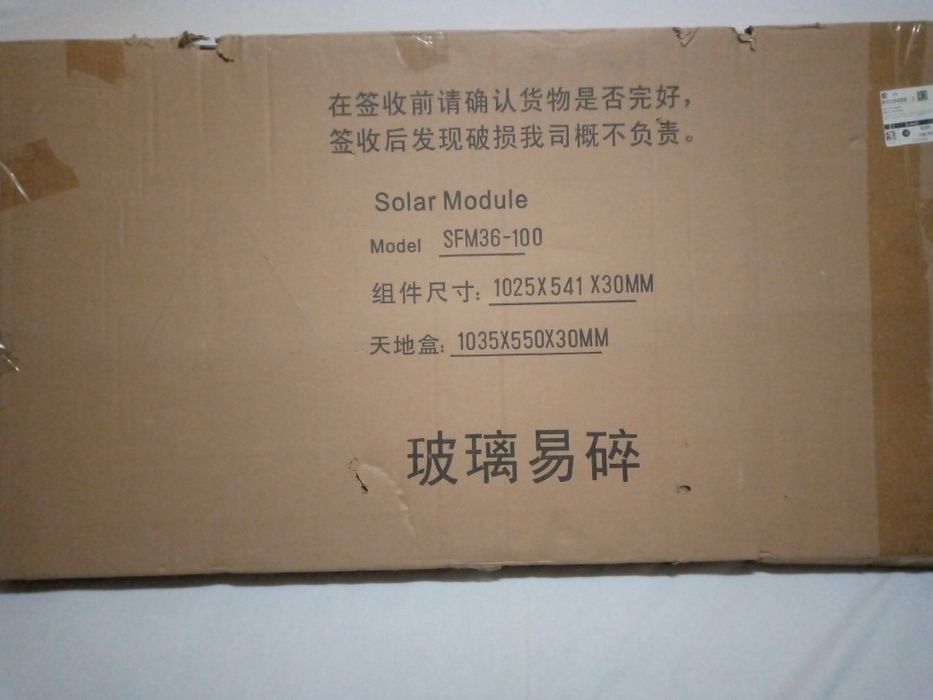 在签收前请确认货物是否完好，
签收后发现破损我司概不负责。
Solar Module
Model SFM36-100
组件尺寸: 1025X541 X30MM
天地盒: 1035X550X30MM
玻璃易碎